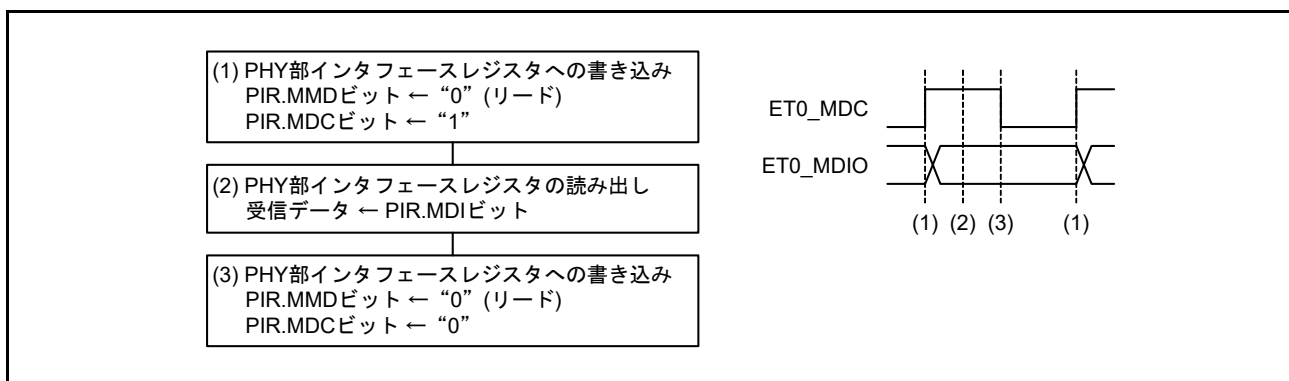 (1) PHY部インタフェースレジスタへの書き込み
PIR.MMDビット ← “0” (リード)
PIR.MDCビット ← “1”
(2) PHY部インタフェースレジスタの読み出し
受信データ ← PIR.MDIビット
(3) PHY部インタフェースレジスタへの書き込み
PIR.MMDビット ← “0” (リード)
PIR.MDCビット ← “0”
ET0_MDC
ET0_MDIO
(1) (2) (3) (1)